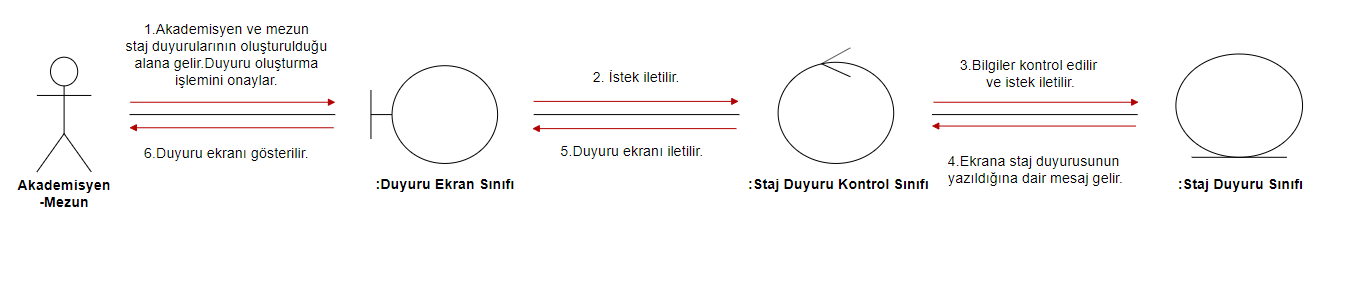 1.Akademisyen ve mezun
staj duyurularının oluşturulduğu
alana gelir.Duyuru oluşturma
işlemini onaylar.
2. İstek iletilir.
3.Bilgiler kontrol edilir
ve istek iletilir.
6.Duyuru ekranı gösterilir.
5.Duyuru ekranı iletilir.
4.Ekrana staj duyurusunun
yazıldığına dair mesaj gelir.
Akademisyen
-Mezun
:Duyuru Ekran Sınıfı
:Staj Duyuru Kontrol Sınıfı
:Staj Duyuru Sınıfı